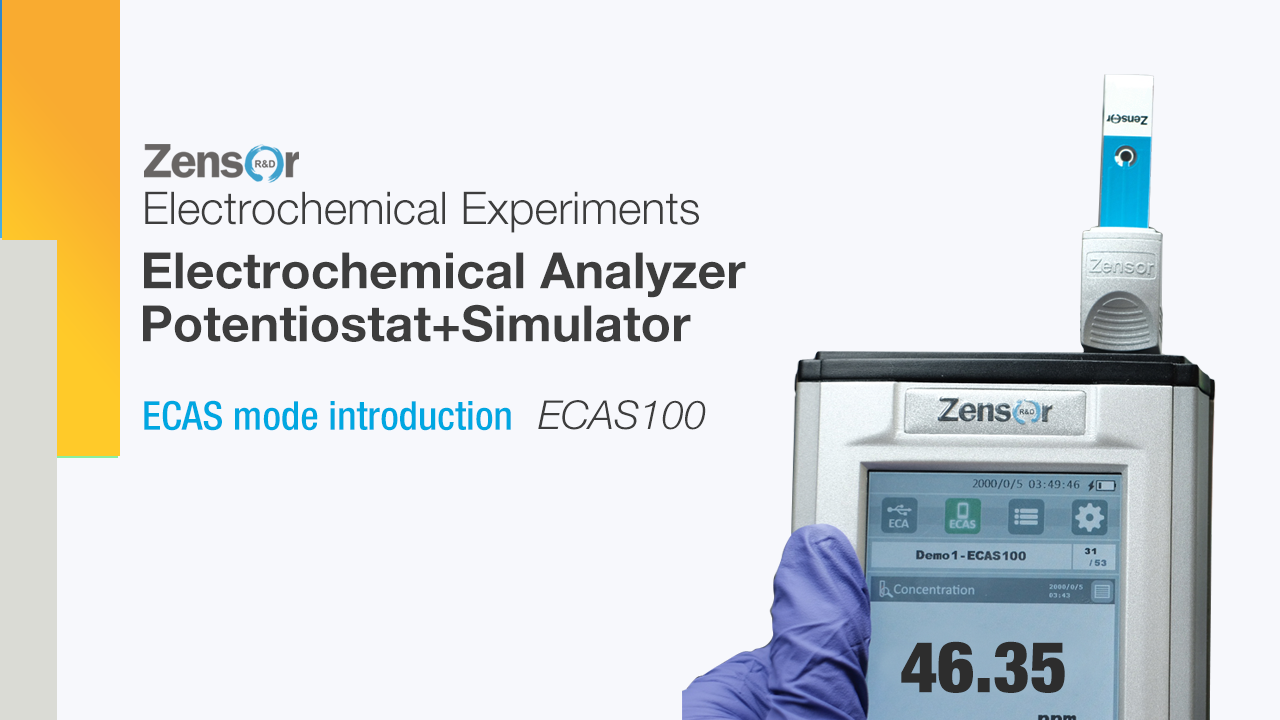 Zensor
R&D
Electrochemical Experiments
Electrochemical Analyzer
Potentiostat+Simulator
ECAS mode introduction ECAS100
Zensor
Zensor
Zensor
R&D
2000/0/5 03:49:46
ECA
ECAS
Demo1-ECAS100
31
/53
Concentration
2000/0/5
03:43
46.35
ppm